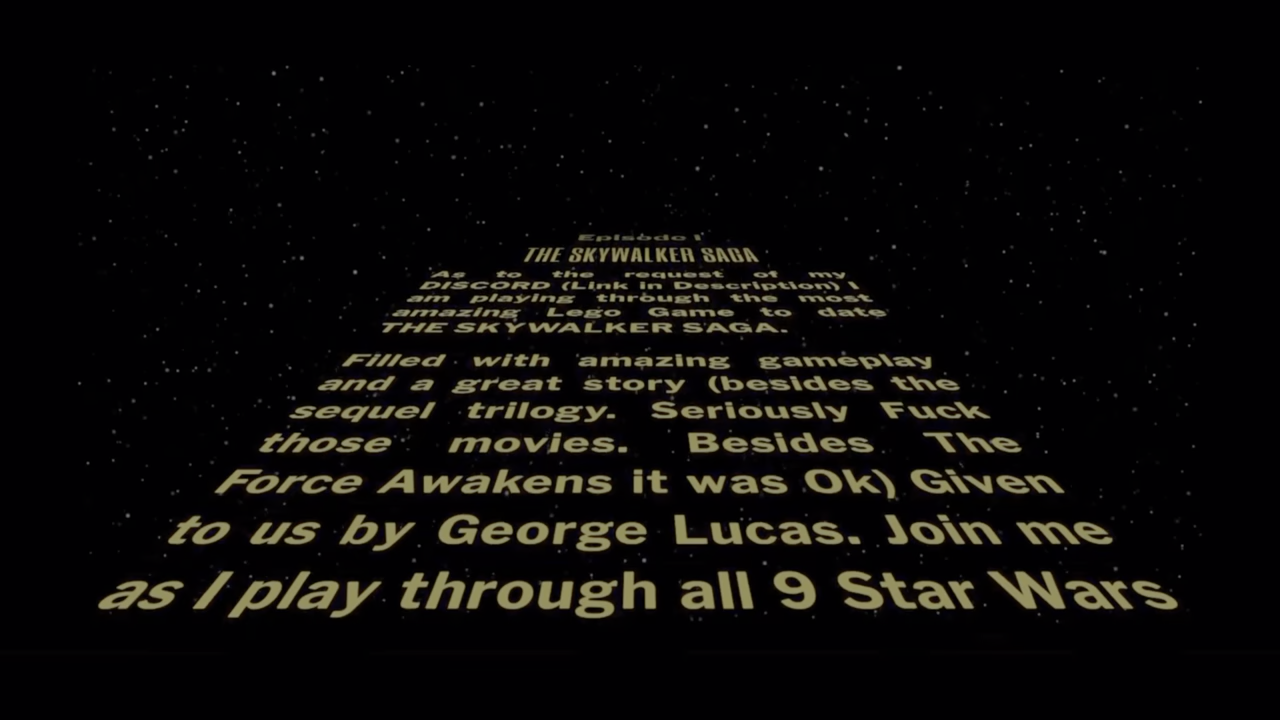 Episode I
THE SKYWALKER SAGA
As to the request of my
DISCORD (Link in Description) I
am playing through the most
amazing Lego Game to date
THE SKYWALKER SAGA.
Filled with amazing gameplay
and a great story (besides the
sequel trilogy. Seriously Fuck
those movies. Besides The
Force Awakens it was Ok) Given
to us by George Lucas. Join me
as I play through all 9 Star Wars